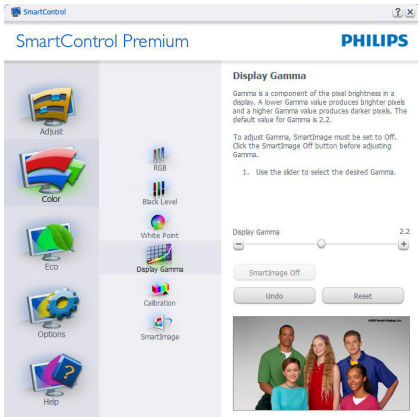 SmartControl
SmartControl Premium
PHILIPS
Adjust
Color
Eco
Options
Help
RGB
Black Level
White Point
Display Gamma
Calibration
SmartImage
Display Gamma
Gamma is a component of the pixel brightness in
a display. A lower Gamma value produces brighter pixels
and a higher Gamma value produces darker pixels. The
default value for Gamma is 2.2.
To adjust Gamma, SmartImage must be set to Off.
Click the SmartImage Off button before adjusting
Gamma.
1. Use the slider to select the desired Gamma.
Display Gamma 2.2
SmartImage Off
Undo Reset